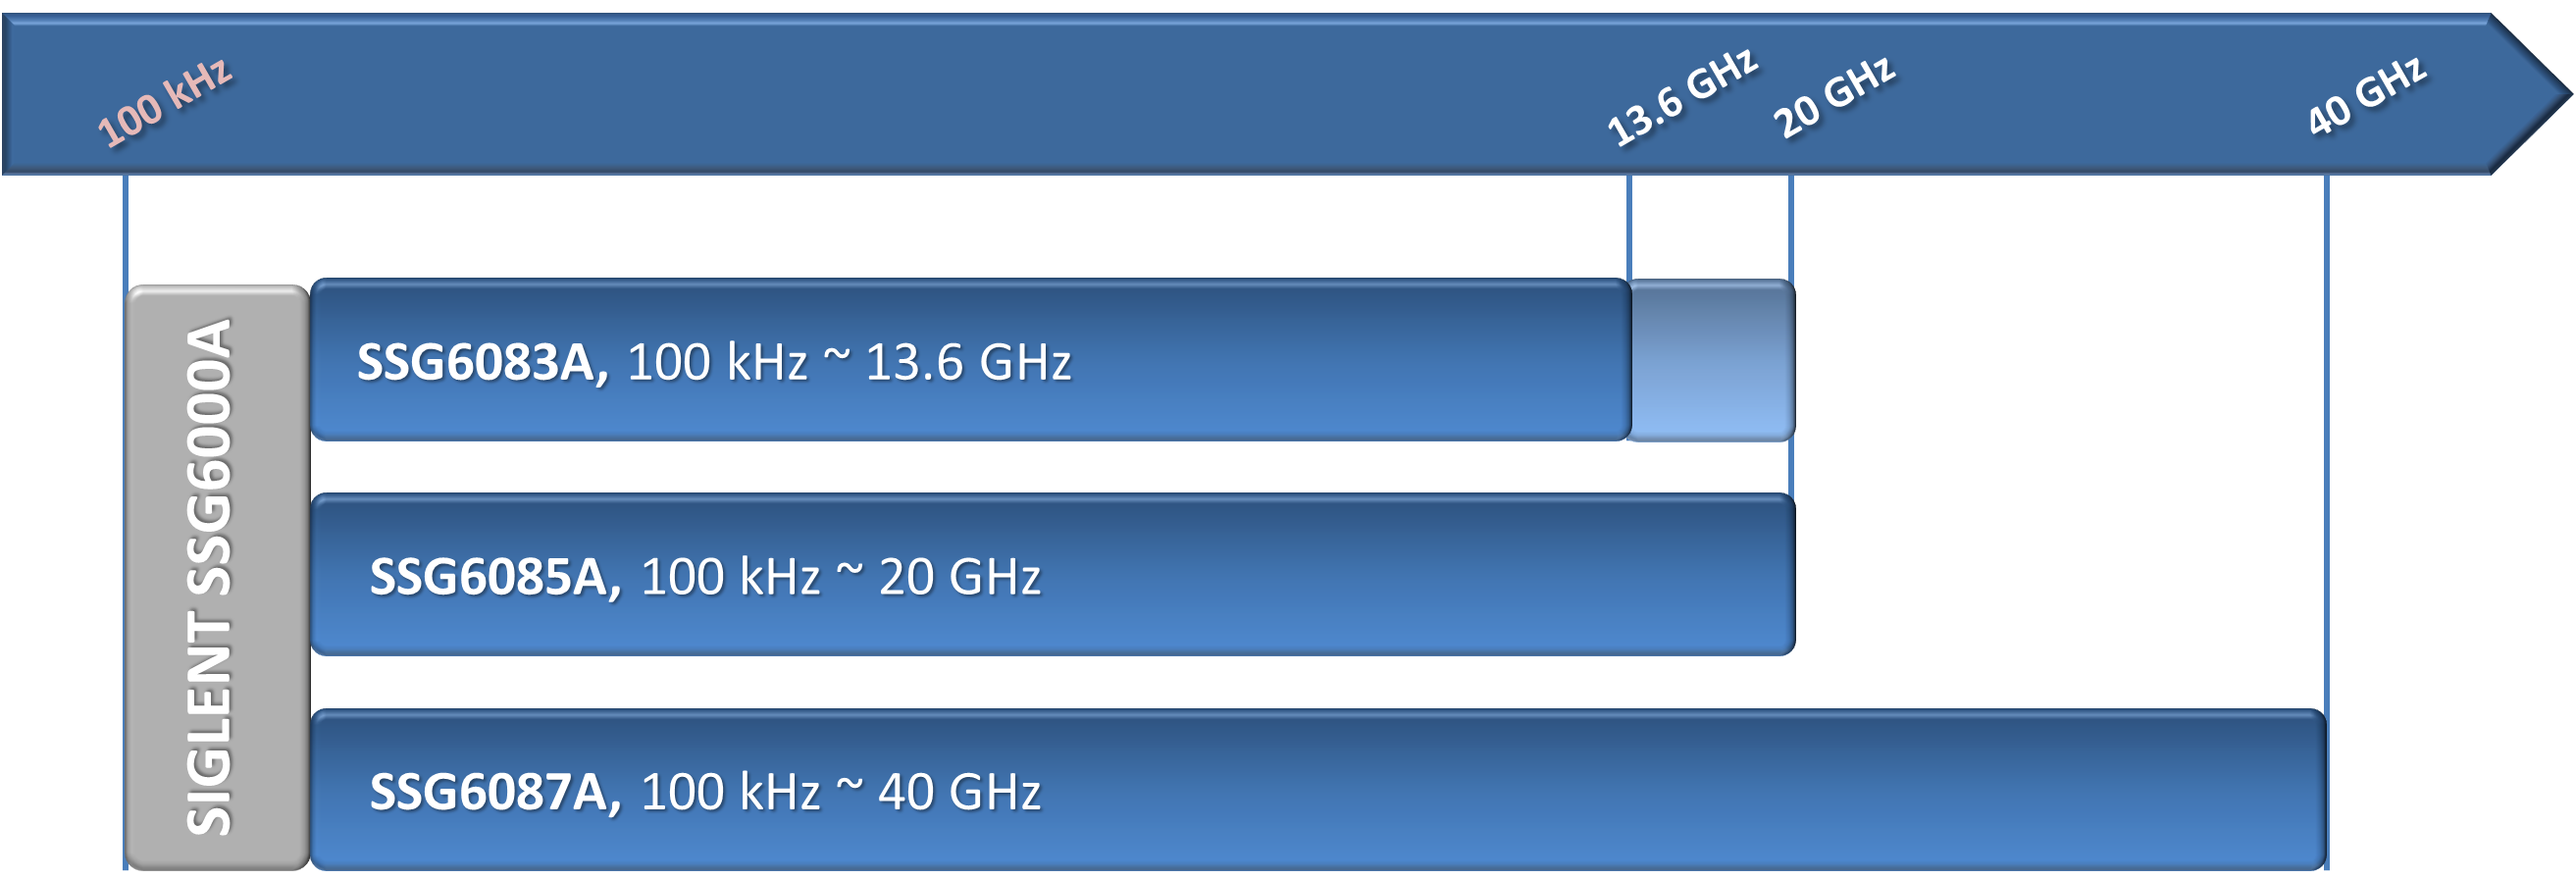 100 kHz
13.6 GHz
20 GHz
40 GHz
SIGLENT SSG6000A
SSG6083A, 100 kHz ~ 13.6 GHz
SSG6085A, 100 kHz ~ 20 GHz
SSG6087A, 100 kHz ~ 40 GHz